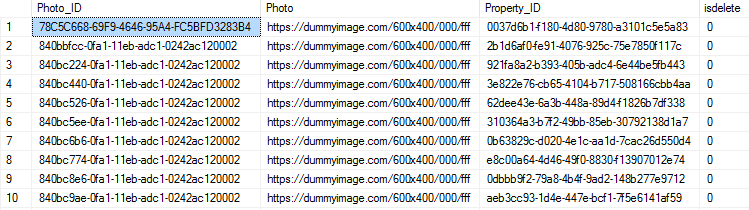 Photo_ID Photo Property_ID isdelete
1 78C5C668-69F9-4646-95A4-FC5BFD3283B4 https://dummyimage.com/600x400/000/fff 0037d6b1-f180-4d80-9780-a3101c5e5a83 0
2 840bbfcc-0fa1-11eb-adc1-0242ac120002 https://dummyimage.com/600x400/000/fff 2b1d6af0-fe91-4076-925c-75e7850f117c 0
3 840bc224-0fa1-11eb-adc1-0242ac120002 https://dummyimage.com/600x400/000/fff 921fa8a2-b393-405b-adc4-6e44be5fb443 0
4 840bc440-0fa1-11eb-adc1-0242ac120002 https://dummyimage.com/600x400/000/fff 3e822e76-cb65-4104-b717-508166cbb4aa 0
5 840bc526-0fa1-11eb-adc1-0242ac120002 https://dummyimage.com/600x400/000/fff 62dee43e-6a3b-448a-89d4-f1826b7df338 0
6 840bc5ee-0fa1-11eb-adc1-0242ac120002 https://dummyimage.com/600x400/000/fff 310364a3-b7f2-49bb-85eb-30792138d1a7 0
7 840bc6b6-0fa1-11eb-adc1-0242ac120002 https://dummyimage.com/600x400/000/fff 0b63829c-d020-4e1c-aa1d-7cac26d550d4 0
8 840bc774-0fa1-11eb-adc1-0242ac120002 https://dummyimage.com/600x400/000/fff e8c00a64-4d46-49f0-8830-f13907012e74 0
9 840bc8e6-0fa1-11eb-adc1-0242ac120002 https://dummyimage.com/600x400/000/fff 0dbbb9f2-79a8-4b4f-9ad2-148b277e9712 0
10 840bc9ae-0fa1-11eb-adc1-0242ac120002 https://dummyimage.com/600x400/000/fff aeb3cc93-1d4e-447e-bcf1-7f5e6141af59 0